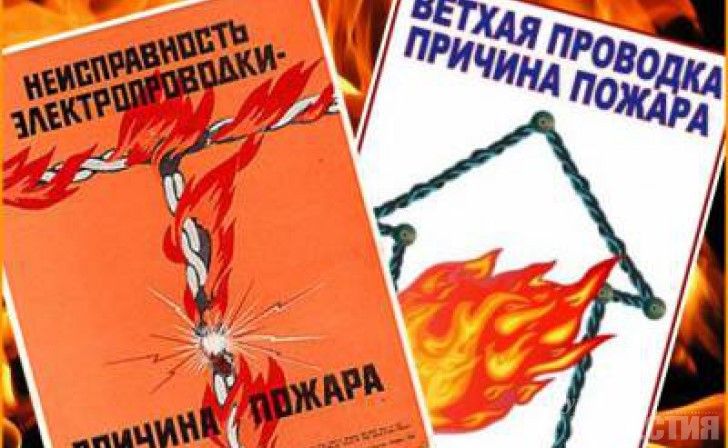 НЕИСПРАВНОСТЬ
ЭЛЕКТРОПРОВОДКИ-
ПРИЧИНА ПОЖАРА
ВЕТХАЯ ПРОВОДКА
ПРИЧИНА ПОЖАРА